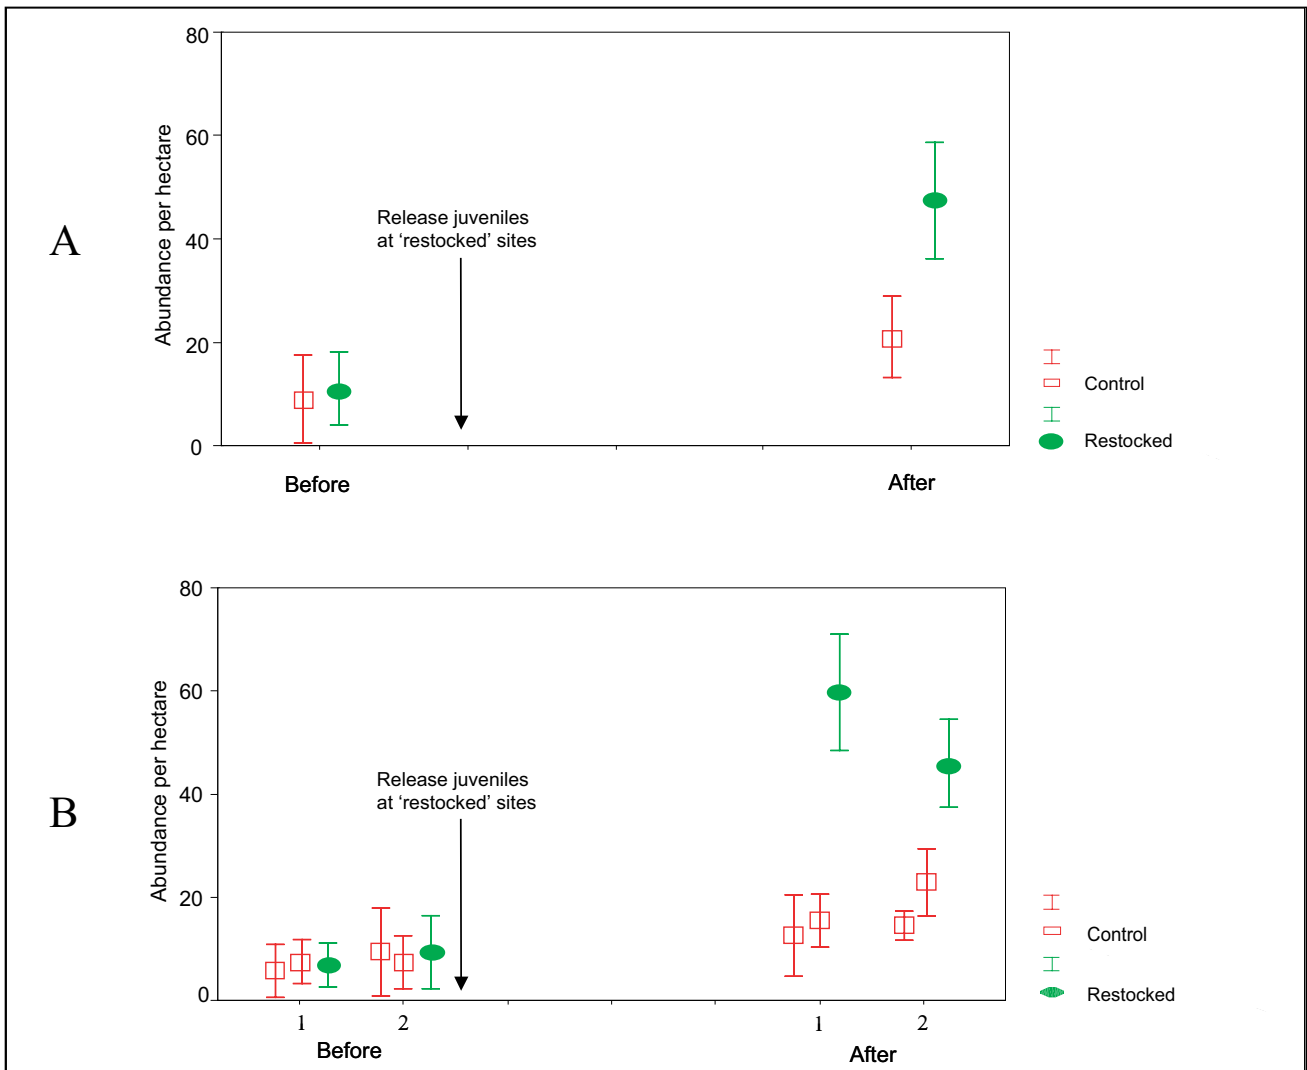 A
Abundance per hectare
80
60
40
20
0
Release juveniles
at ‘restocked’ sites
Before
After
Control
Restocked
B
Abundance per hectare
80
60
40
20
0
Release juveniles
at ‘restocked’ sites
1
2
1
2
Before
After
Control
Restocked